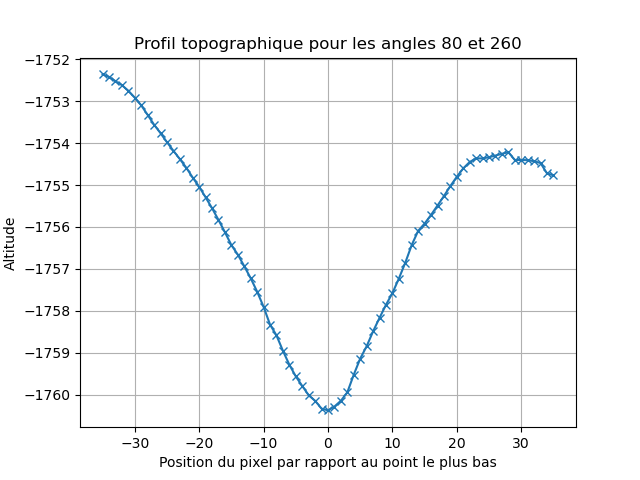 Profil topographique pour les angles 80 et 260
−1752
−1753
−1754
−1755
−1756
−1757
−1758
−1759
−1760
Altitude
−30 −20 −10 0 10 20 30
Position du pixel par rapport au point le plus bas